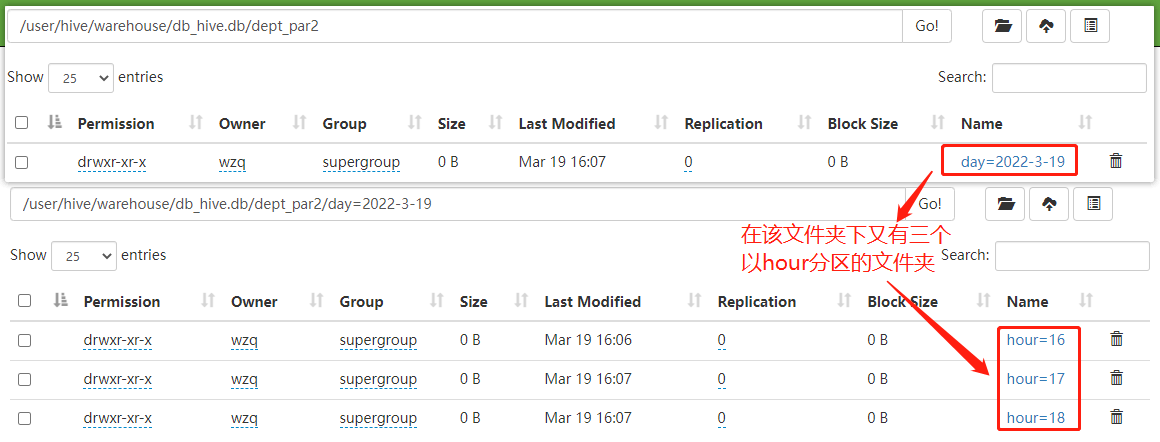 /user/hive/warehouse/db_hive.db/dept_par2 Go!
Show 25 entries Search:
Permission Owner Group Size Last Modified Replication Block Size Name
drwxr-xr-x wzq supergroup 0 B Mar 19 16:07 0 0 B day=2022-3-19
/user/hive/warehouse/db_hive.db/dept_par2/day=2022-3-19 Go!
在该文件夹下又有三个
以hour分区的文件夹
Show 25 entries Search:
Permission Owner Group Size Last Modified Replication Block Size Name
drwxr-xr-x wzq supergroup 0 B Mar 19 16:06 0 0 B hour=16
drwxr-xr-x wzq supergroup 0 B Mar 19 16:07 0 0 B hour=17
drwxr-xr-x wzq supergroup 0 B Mar 19 16:07 0 0 B hour=18